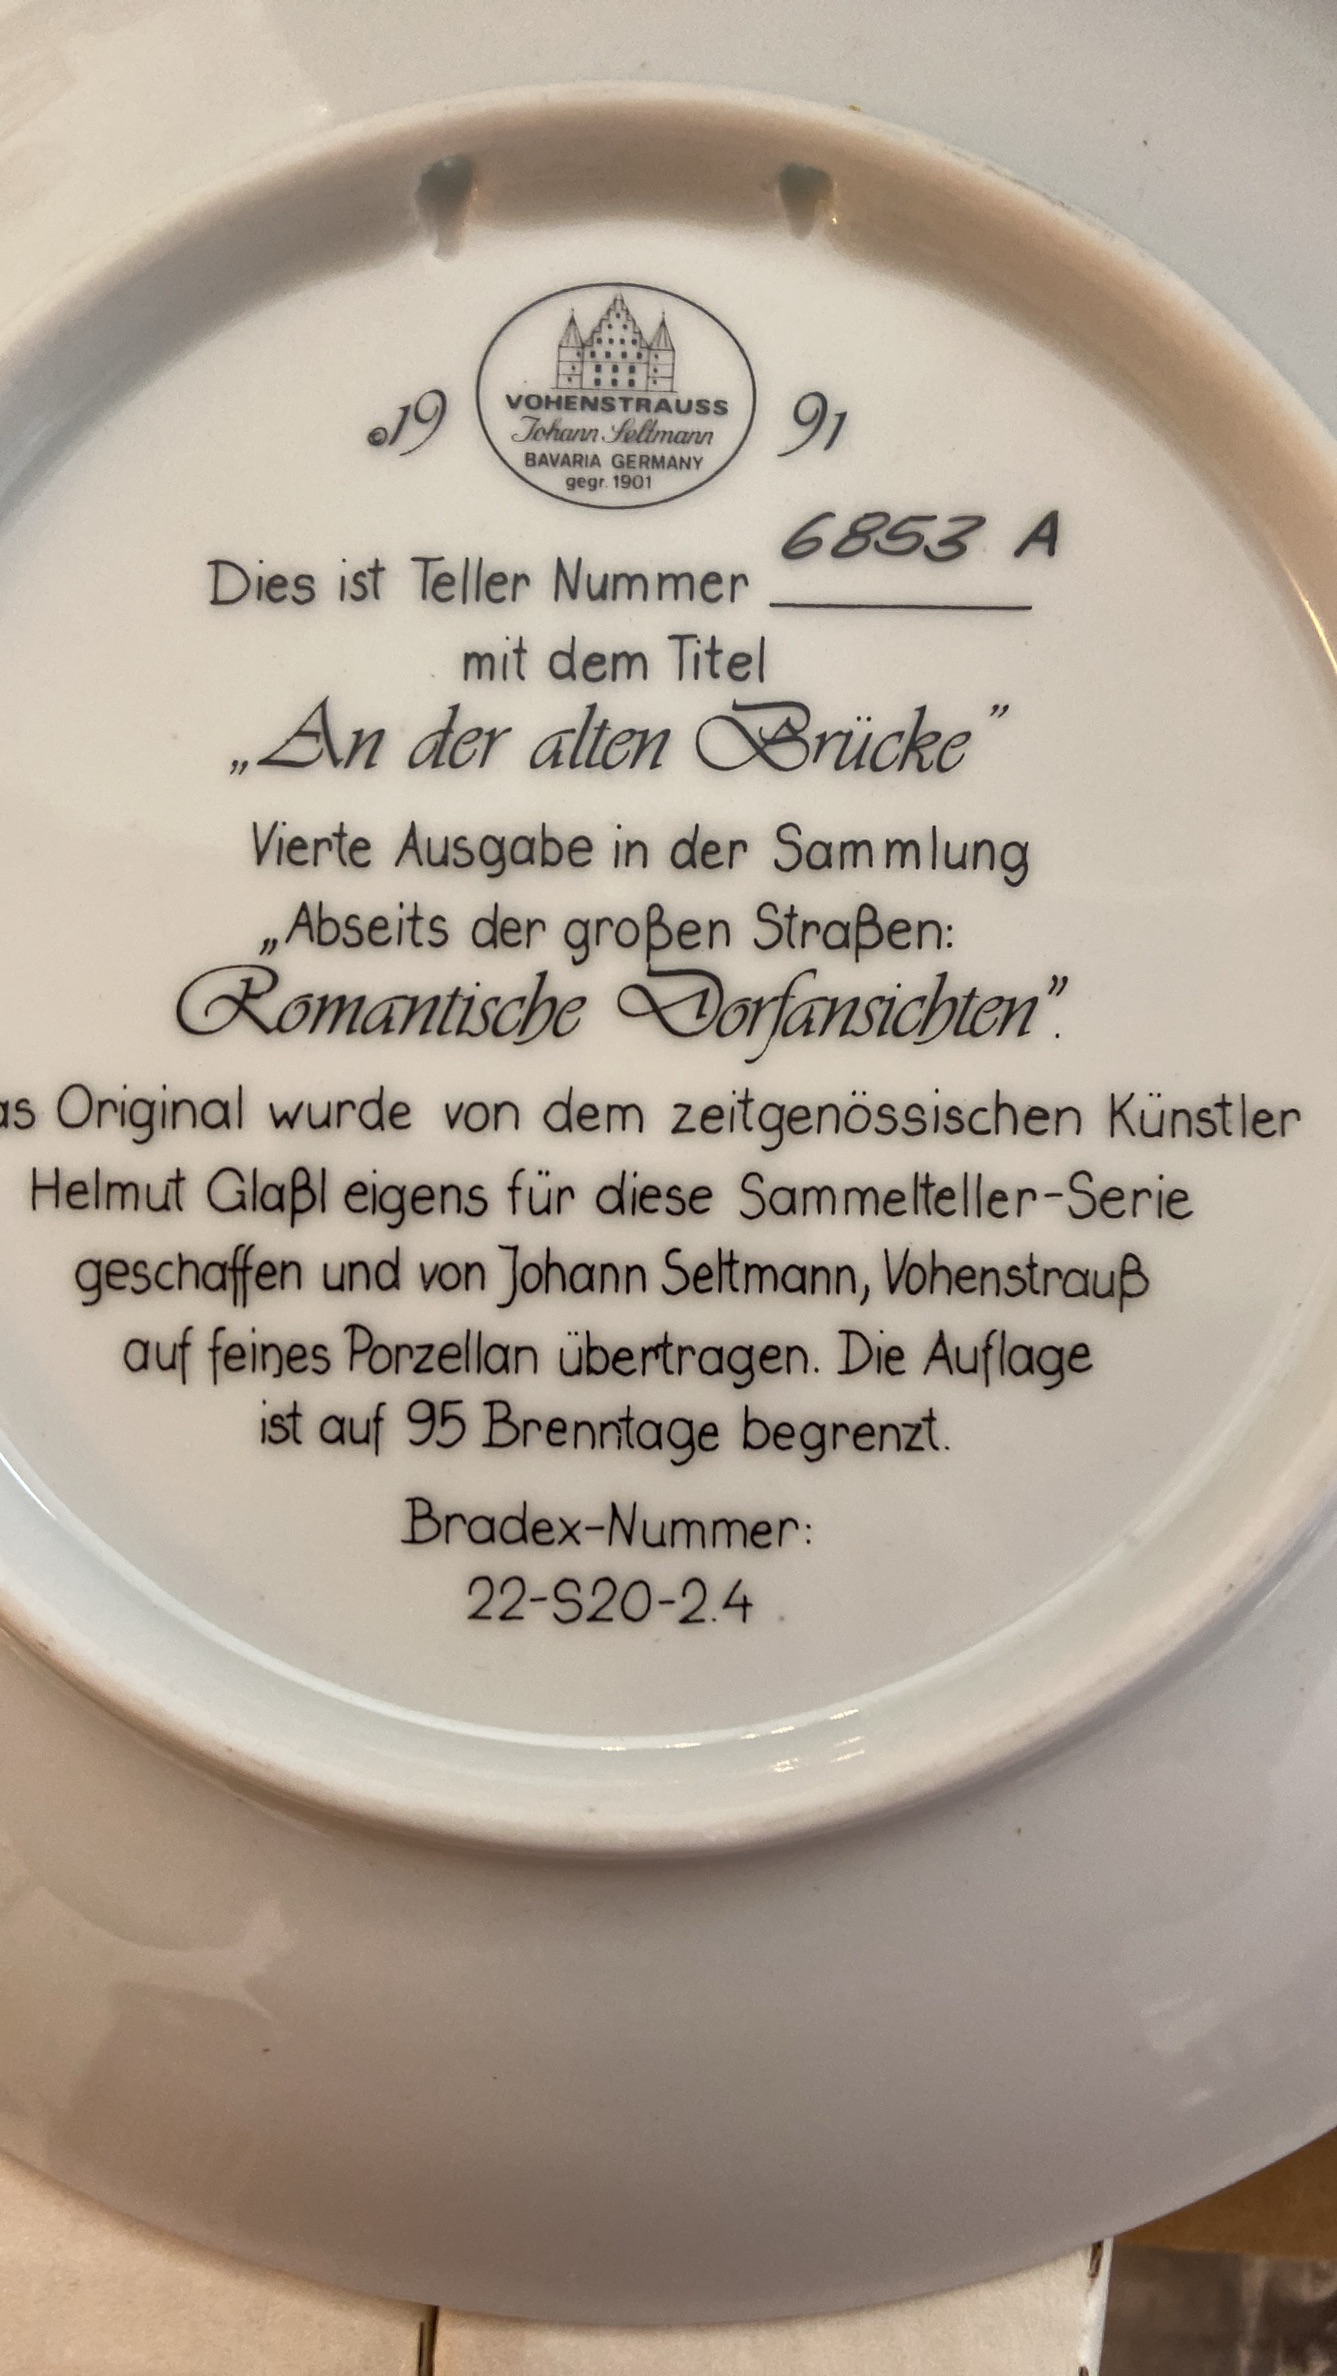 ©19 91
VOHENSTRAUSS
Johann Seltmann
BAVARIA GERMANY
gegr. 1901
6853 A
Dies ist Teller Nummer
mit dem Titel
„An der alten Brücke”
Vierte Ausgabe in der Sammlung
„Abseits der großen Straßen:
Romantische Dorfansichten”.
as Original wurde von dem zeitgenössischen Künstler
Helmut Glaßl eigens für diese Sammelteller-Serie
geschaffen und von Johann Seltmann, Vohenstrauß
auf feines Porzellan übertragen. Die Auflage
ist auf 95 Brenntage begrenzt.
Bradex-Nummer:
22-S20-2.4